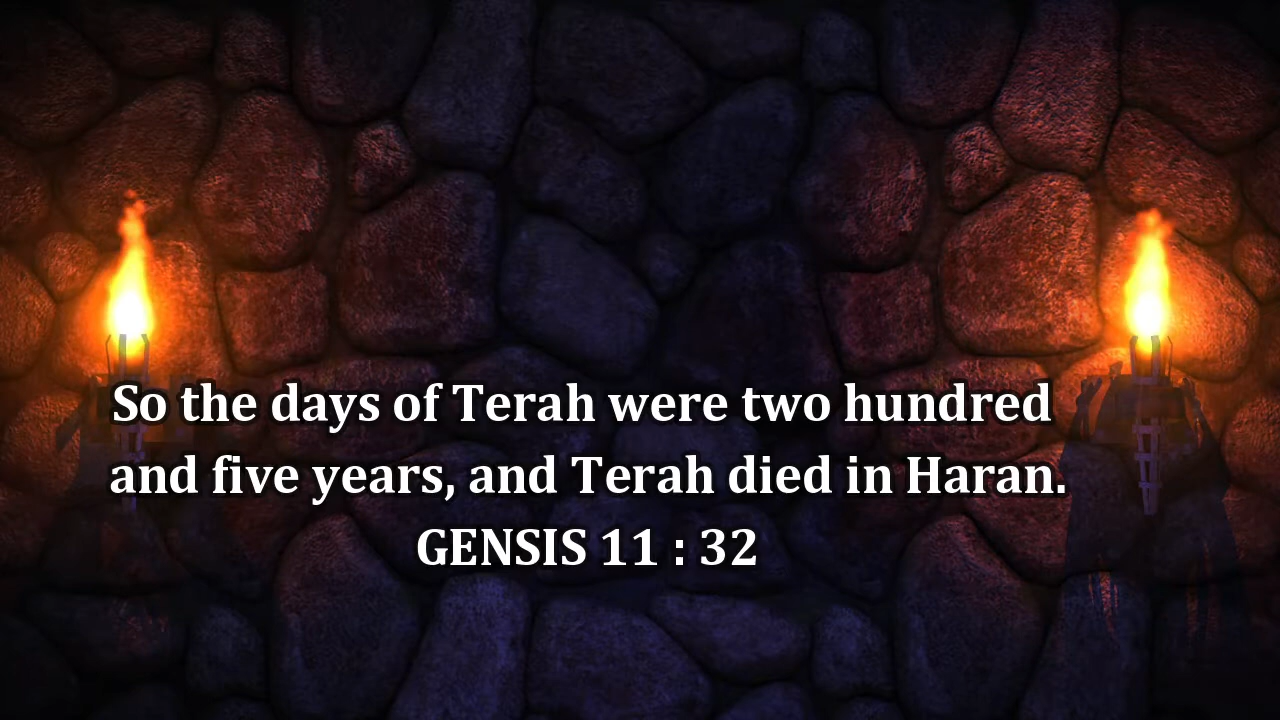 So the days of Terah were two hundred
and five years, and Terah died in Haran.
GENSIS 11 : 32